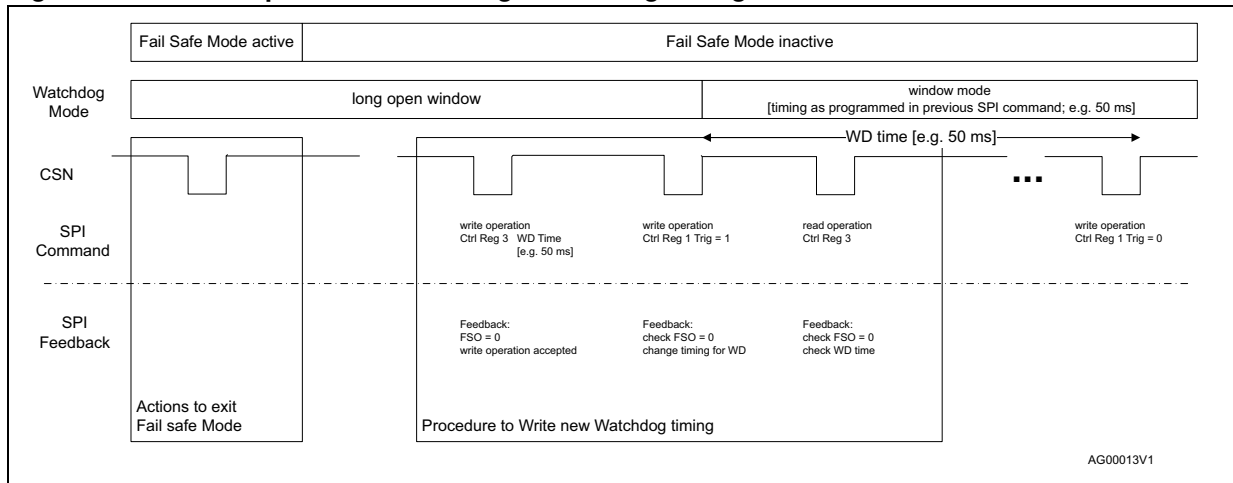 Fail Safe Mode active
Fail Safe Mode inactive
Watchdog
Mode
long open window
window mode
[timing as programmed in previous SPI command; e.g. 50 ms]
WD time [e.g. 50 ms]
CSN
...
SPI
Command
write operation
Ctrl Reg 3 WD Time
[e.g. 50 ms]
write operation
Ctrl Reg 1 Trig = 1
read operation
Ctrl Reg 3
write operation
Ctrl Reg 1 Trig = 0
SPI
Feedback
Feedback:
FSO = 0
write operation accepted
Feedback:
check FSO = 0
change timing for WD
Feedback:
check FSO = 0
check WD time
Actions to exit
Fail safe Mode
Procedure to Write new Watchdog timing
AG00013V1